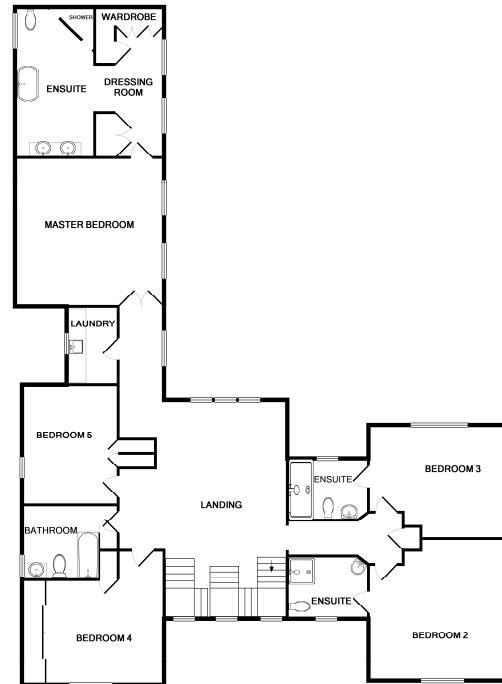 WARDROBE
SHOWER
ENSUITE
DRESSING
ROOM
MASTER BEDROOM
LAUNDRY
BEDROOM 5
BEDROOM 3
ENSUITE
LANDING
BATHROOM
ENSUITE
BEDROOM 4
BEDROOM 2